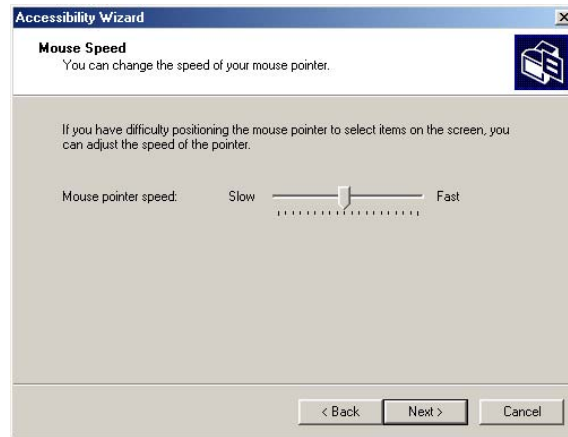 Accessibility Wizard
Mouse Speed
You can change the speed of your mouse pointer.
If you have difficulty positioning the mouse pointer to select items on the screen, you
can adjust the speed of the pointer.
Mouse pointer speed: Slow Fast
< Back Next > Cancel